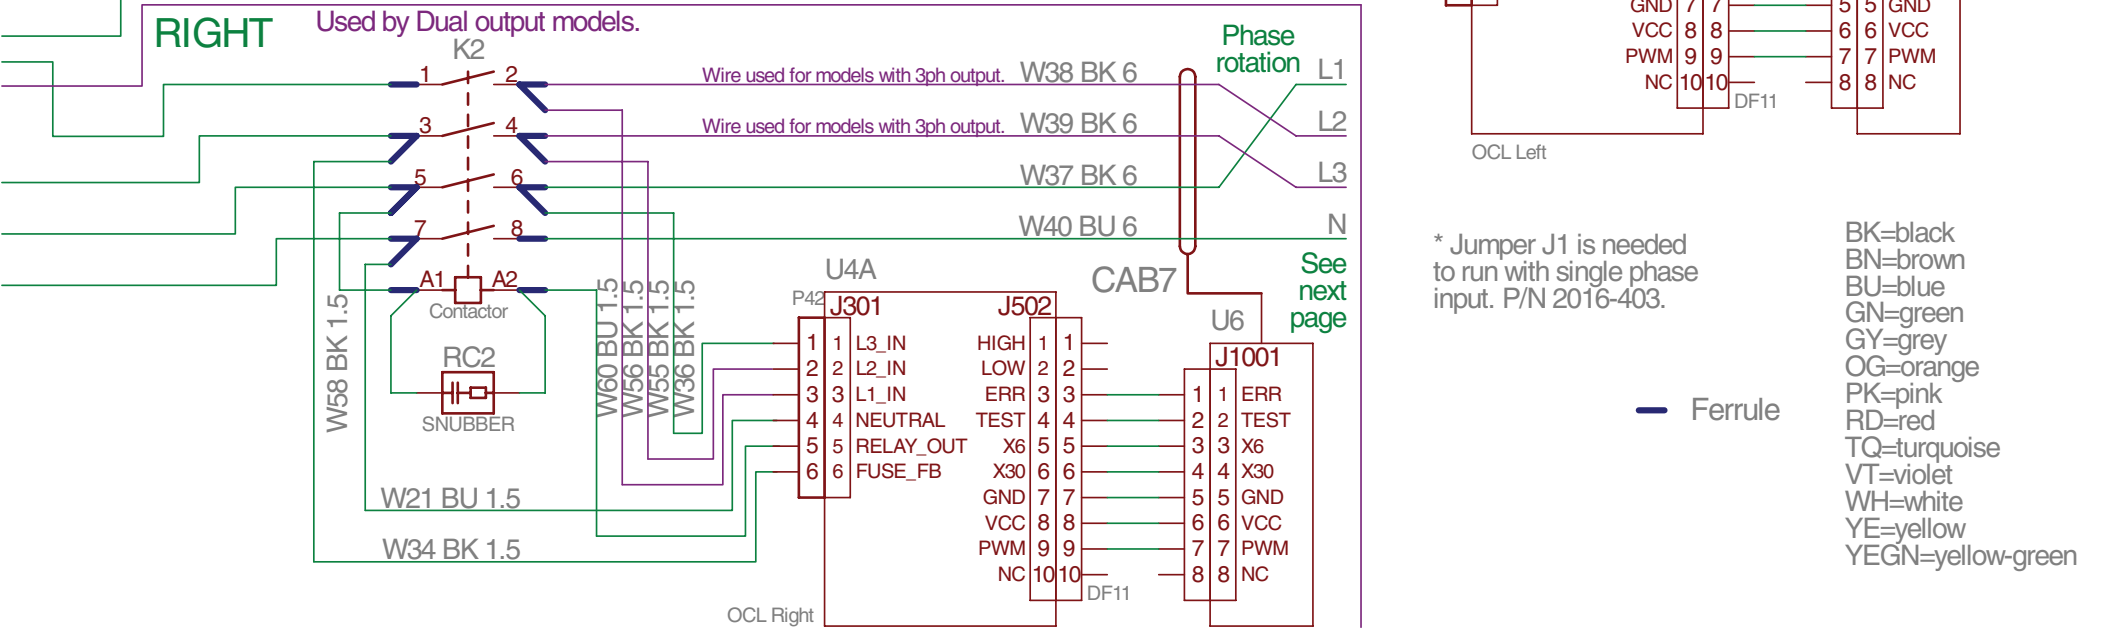 RIGHT
Used by Dual output models.
K2
1 2
Wire used for models with 3ph output. W38 BK 6
Phase
rotation
L1
3 4
Wire used for models with 3ph output. W39 BK 6
L2
5 6
W37 BK 6
L3
7 8
W40 BU 6
N
A1 A2
Contactor
RC2
SNUBBER
W58 BK 1.5
W60 BU 1.5
W56 BK 1.5
W55 BK 1.5
W36 BK 1.5
W21 BU 1.5
W34 BK 1.5
U4A
P42
J301
1 1 L3_IN
2 2 L2_IN
3 3 L1_IN
4 4 NEUTRAL
5 5 RELAY_OUT
6 6 FUSE_FB
J502
HIGH 1 1
LOW 2 2
ERR 3 3
TEST 4 4
X6 5 5
X30 6 6
GND 7 7
VCC 8 8
PWM 9 9
NC 10 10
DF11
OCL Right
CAB7
See
next
page
U6
J1001
1 1 ERR
2 2 TEST
3 3 X6
4 4 X30
5 5 GND
6 6 VCC
7 7 PWM
8 8 NC
GND 7 7
VCC 8 8
PWM 9 9
NC 10 10
DF11
5 5 GND
6 6 VCC
7 7 PWM
8 8 NC
OCL Left
* Jumper J1 is needed
to run with single phase
input. P/N 2016-403.
Ferrule
BK=black
BN=brown
BU=blue
GN=green
GY=grey
OG=orange
PK=pink
RD=red
TQ=turquoise
VT=violet
WH=white
YE=yellow
YEGN=yellow-green